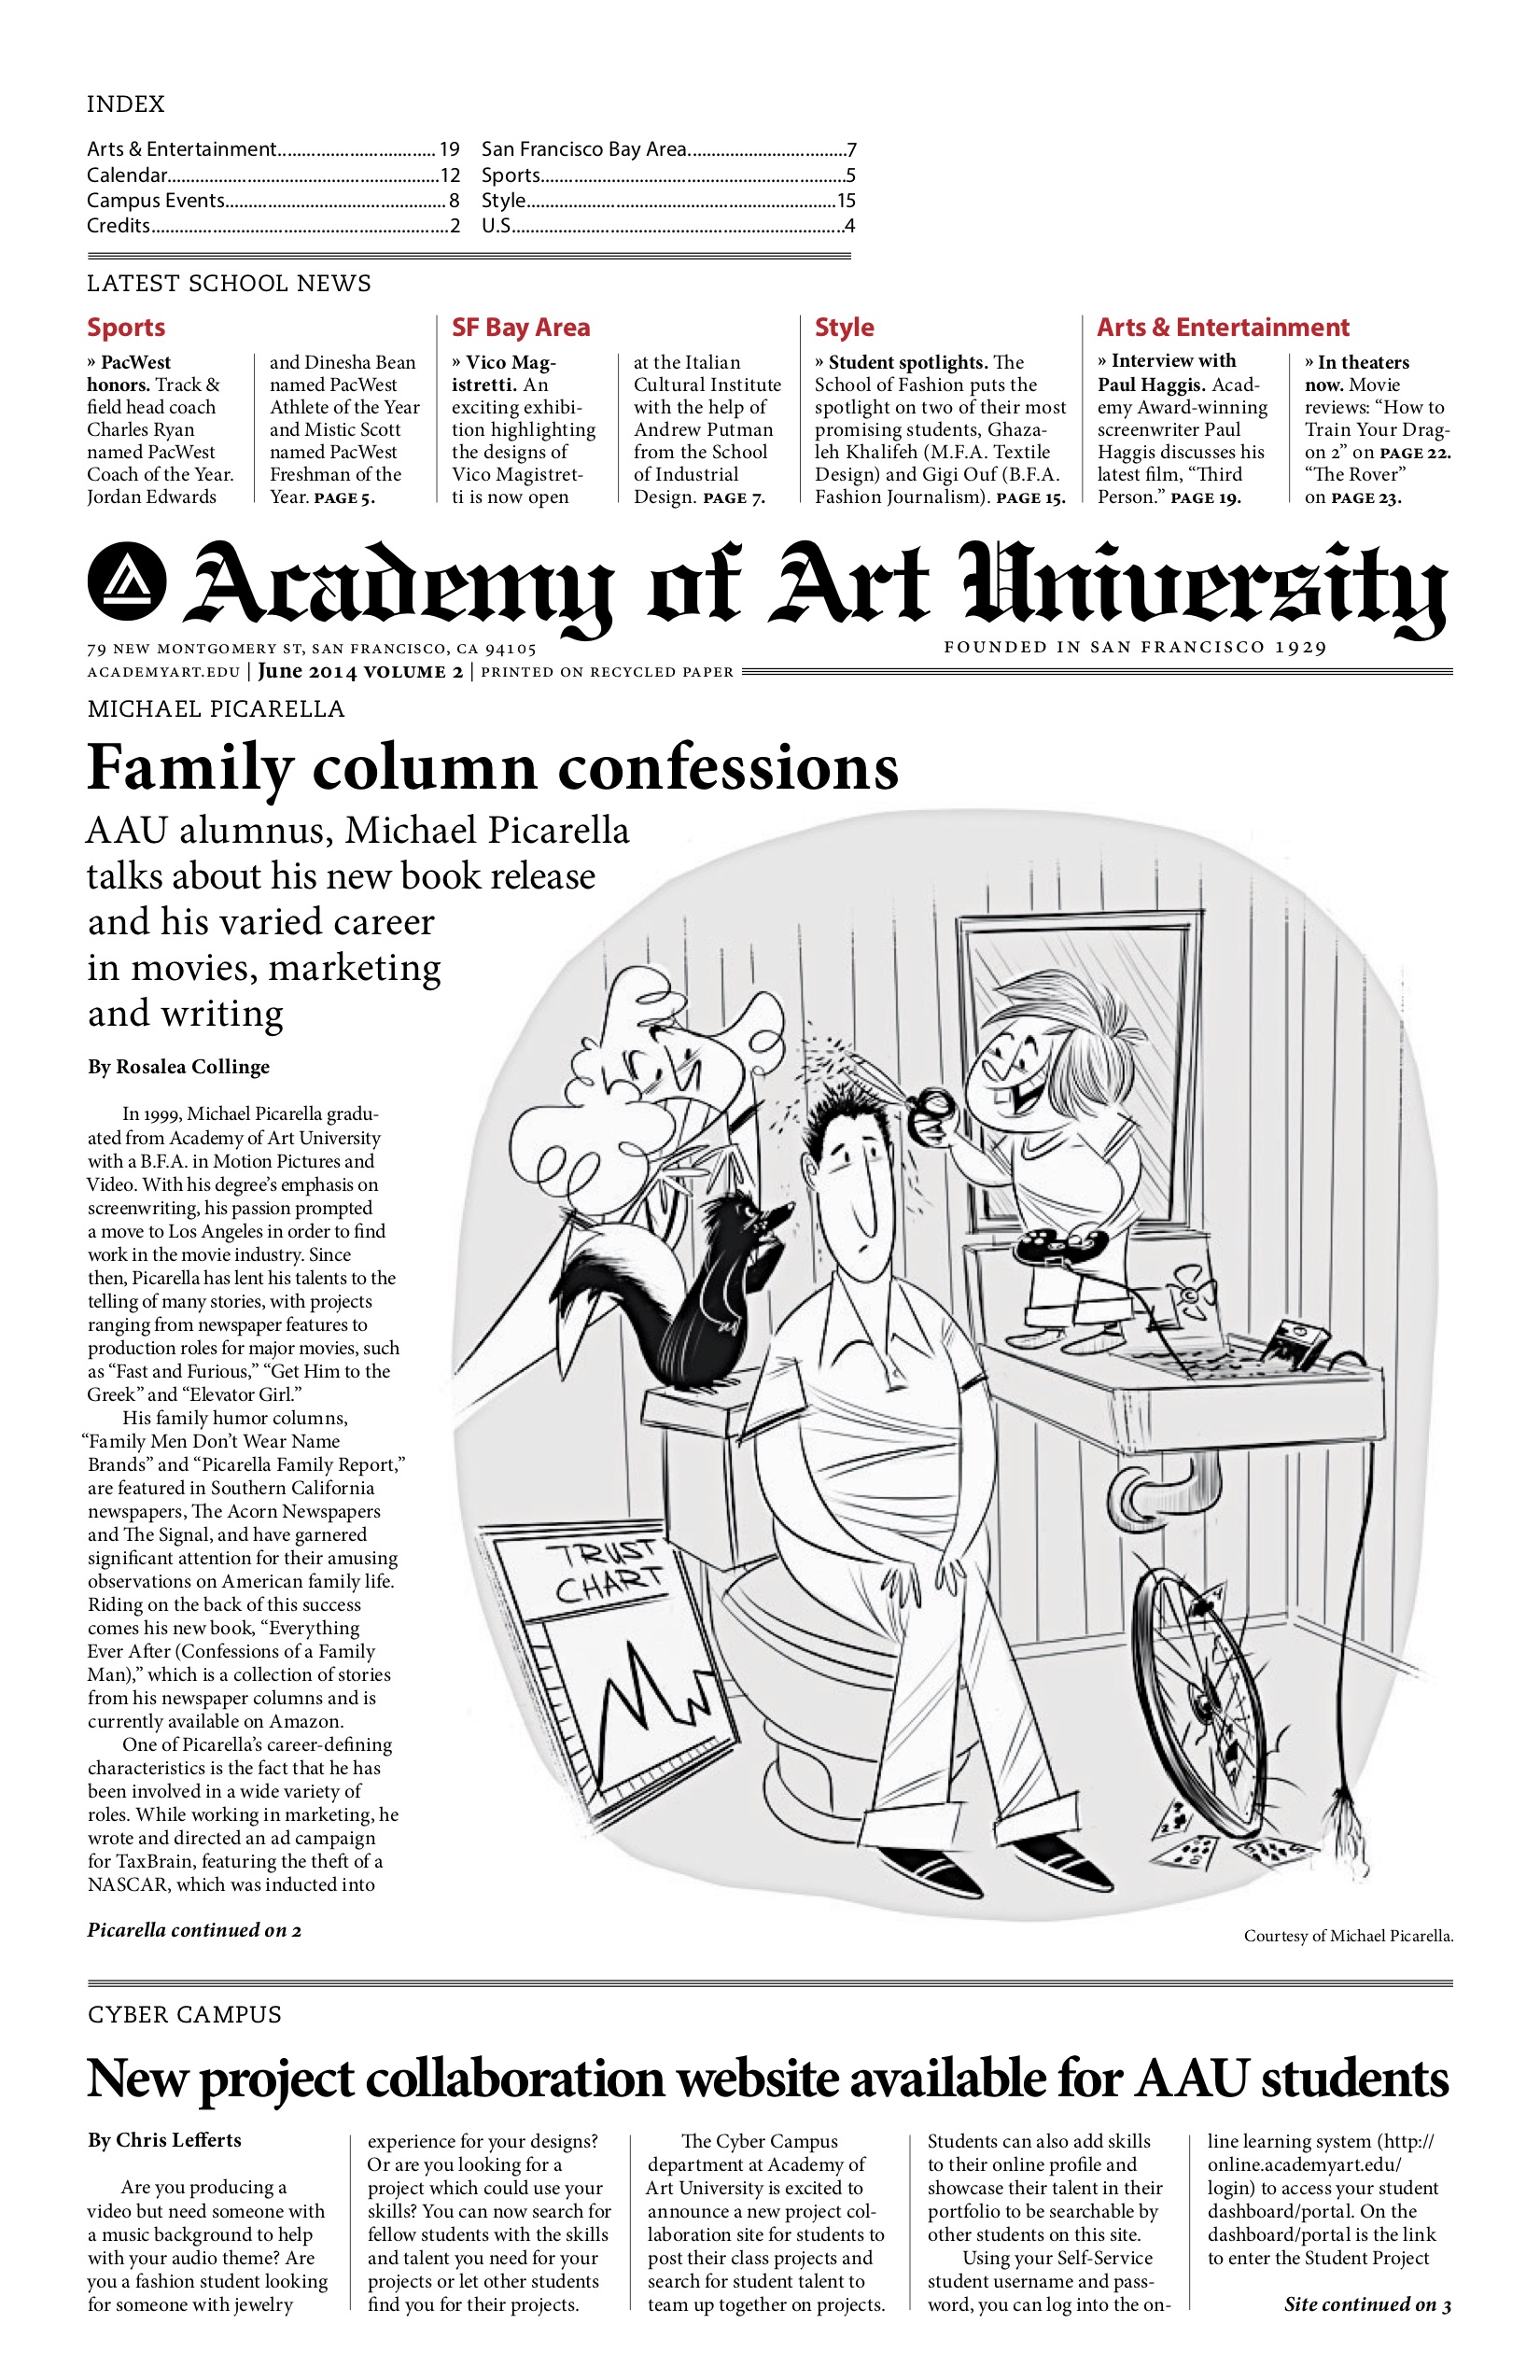 INDEX
Arts & Entertainment................................ 19
Calendar........................................................12
Campus Events............................................. 8
Credits.............................................................2
San Francisco Bay Area.................................7
Sports...............................................................5
Style...............................................................15
U.S.....................................................................4
LATEST SCHOOL NEWS
Sports
» PacWest
honors. Track &
field head coach
Charles Ryan
named PacWest
Coach of the Year.
Jordan Edwards
and Dinesha Bean
named PacWest
Athlete of the Year
and Mistic Scott
named PacWest
Freshman of the
Year. PAGE 5.
SF Bay Area
» Vico Mag-
istretti. An
exciting exhibi-
tion highlighting
the designs of
Vico Magistret-
ti is now open
at the Italian
Cultural Institute
with the help of
Andrew Putman
from the School
of Industrial
Design. PAGE 7.
Style
» Student spotlights. The
School of Fashion puts the
spotlight on two of their most
promising students, Ghaza-
leh Khalifeh (M.F.A. Textile
Design) and Gigi Ouf (B.F.A.
Fashion Journalism). PAGE 15.
Arts & Entertainment
» Interview with
Paul Haggis. Acad-
emy Award-winning
screenwriter Paul
Haggis discusses his
latest film, “Third
Person.” PAGE 19.
» In theaters
now. Movie
reviews: “How to
Train Your Drag-
on 2” on PAGE 22.
“The Rover”
on PAGE 23.
Academy of Art University
79 NEW MONTGOMERY ST, SAN FRANCISCO, CA 94105
FOUNDED IN SAN FRANCISCO 1929
ACADEMYART.EDU | June 2014 VOLUME 2 | PRINTED ON RECYCLED PAPER
MICHAEL PICARELLA
Family column confessions
AAU alumnus, Michael Picarella
talks about his new book release
and his varied career
in movies, marketing
and writing
By Rosalea Collinge
In 1999, Michael Picarella gradu-
ated from Academy of Art University
with a B.F.A. in Motion Pictures and
Video. With his degree’s emphasis on
screenwriting, his passion prompted
a move to Los Angeles in order to find
work in the movie industry. Since
then, Picarella has lent his talents to the
telling of many stories, with projects
ranging from newspaper features to
production roles for major movies, such
as “Fast and Furious,” “Get Him to the
Greek” and “Elevator Girl.”
His family humor columns,
“Family Men Don’t Wear Name
Brands” and “Picarella Family Report,”
are featured in Southern California
newspapers, The Acorn Newspapers
and The Signal, and have garnered
significant attention for their amusing
observations on American family life.
Riding on the back of this success
comes his new book, “Everything
Ever After (Confessions of a Family
Man),” which is a collection of stories
from his newspaper columns and is
currently available on Amazon.
One of Picarella’s career-defining
characteristics is the fact that he has
been involved in a wide variety of
roles. While working in marketing, he
wrote and directed an ad campaign
for TaxBrain, featuring the theft of a
NASCAR, which was inducted into
Picarella continued on 2
TRUST
CHART
Courtesy of Michael Picarella.
CYBER CAMPUS
New project collaboration website available for AAU students
By Chris Lefferts
Are you producing a
video but need someone with
a music background to help
with your audio theme? Are
you a fashion student looking
for someone with jewelry
experience for your designs?
Or are you looking for a
project which could use your
skills? You can now search for
fellow students with the skills
and talent you need for your
projects or let other students
find you for their projects.
The Cyber Campus
department at Academy of
Art University is excited to
announce a new project col-
laboration site for students to
post their class projects and
search for student talent to
team up together on projects.
Students can also add skills
to their online profile and
showcase their talent in their
portfolio to be searchable by
other students on this site.
Using your Self-Service
student username and pass-
word, you can log into the on-
line learning system (http://
online.academyart.edu/
login) to access your student
dashboard/portal. On the
dashboard/portal is the link
to enter the Student Project
Site continued on 3